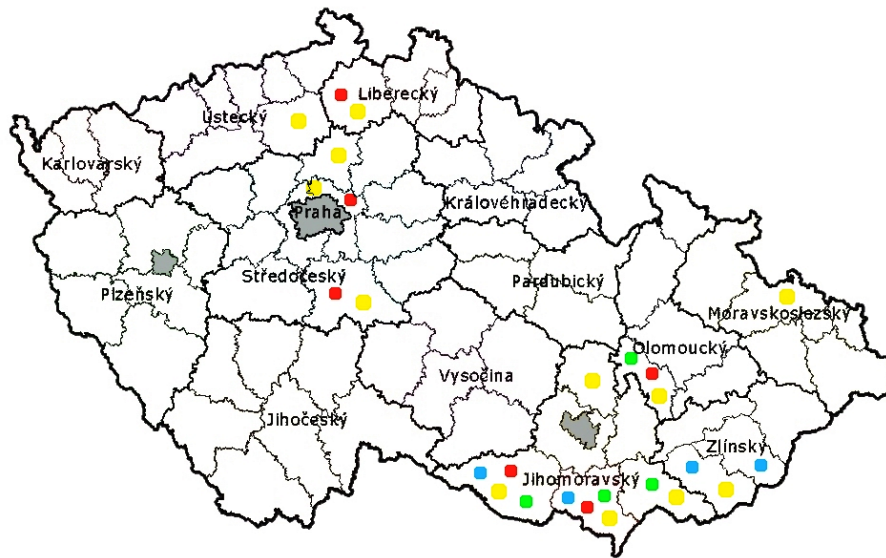 Liberecký
Ústecký
Karlovarský
Praha
Královéhradecký
Středočeský
Pardubický
Plzeňský
Moravskoslezský
Olomoucký
Vysočina
Jihočeský
Zlínský
Jihomoravský